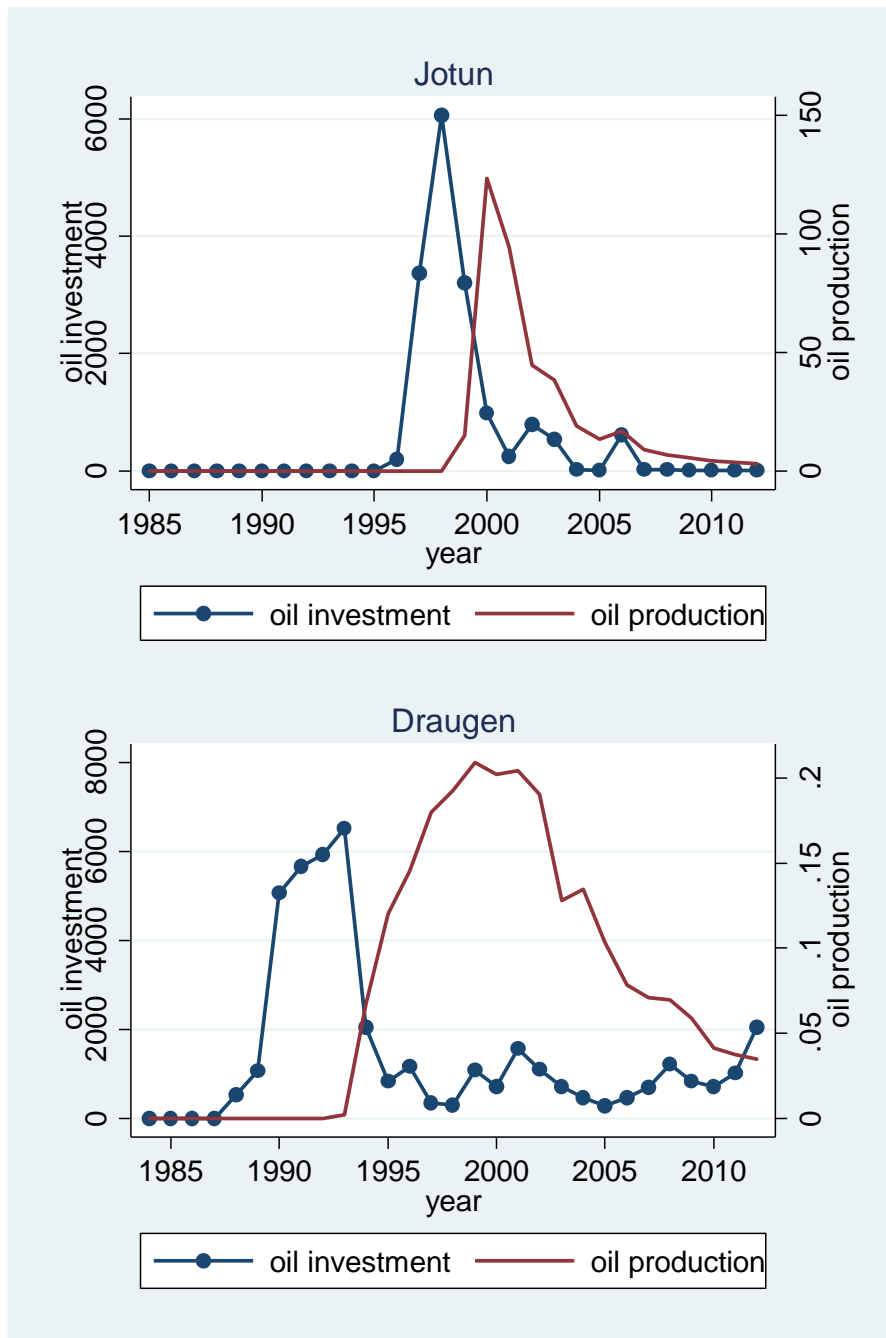 Jotun
oil investment
0
2000
4000
6000
0
50
100
150
oil production
1985 1990 1995 2000 2005 2010
year
oil investment oil production
Draugen
oil investment
0
2000
4000
6000
8000
0
.05
.1
.15
.2
oil production
1985 1990 1995 2000 2005 2010
year
oil investment oil production